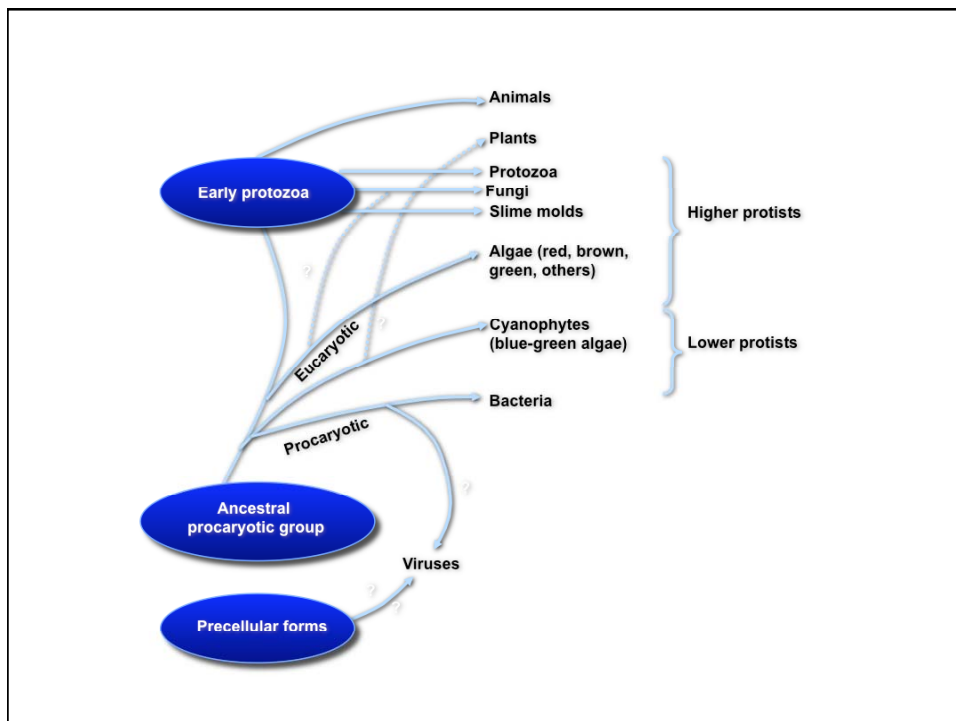 Animals
Plants
Protozoa
Early protozoa
Fungi
Slime molds
Higher protists
Algae (red, brown,
green, others)
?
Cyanophytes
(blue-green algae)
?
Lower protists
Eucaryotic
Bacteria
Procaryotic
?
Ancestral
procaryotic group
Viruses
?
?
Precellular forms